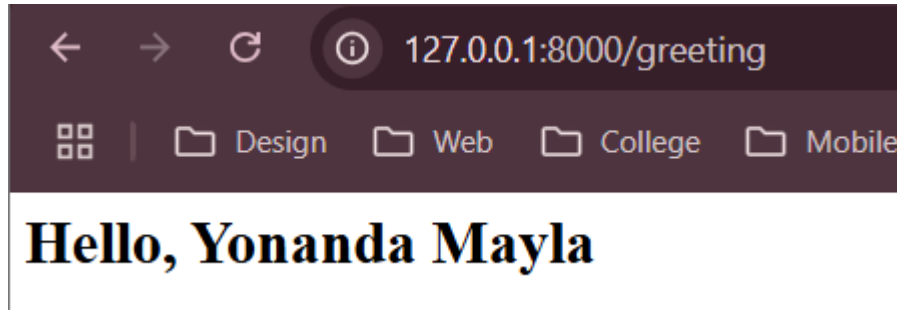 127.0.0.1:8000/greeting
Design Web College Mobile
Hello, Yonanda Mayla